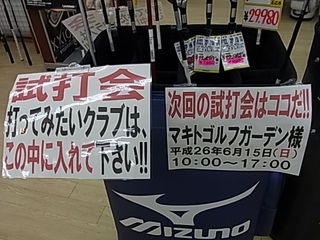 ¥29,980
試打会
打ってみたいクラブは、
この中に入れて下さい!!
次回の試打会はココだ!!
マキトゴルフガーデン様
平成26年6月15日(日)
10:00〜17:00
MIZUNO